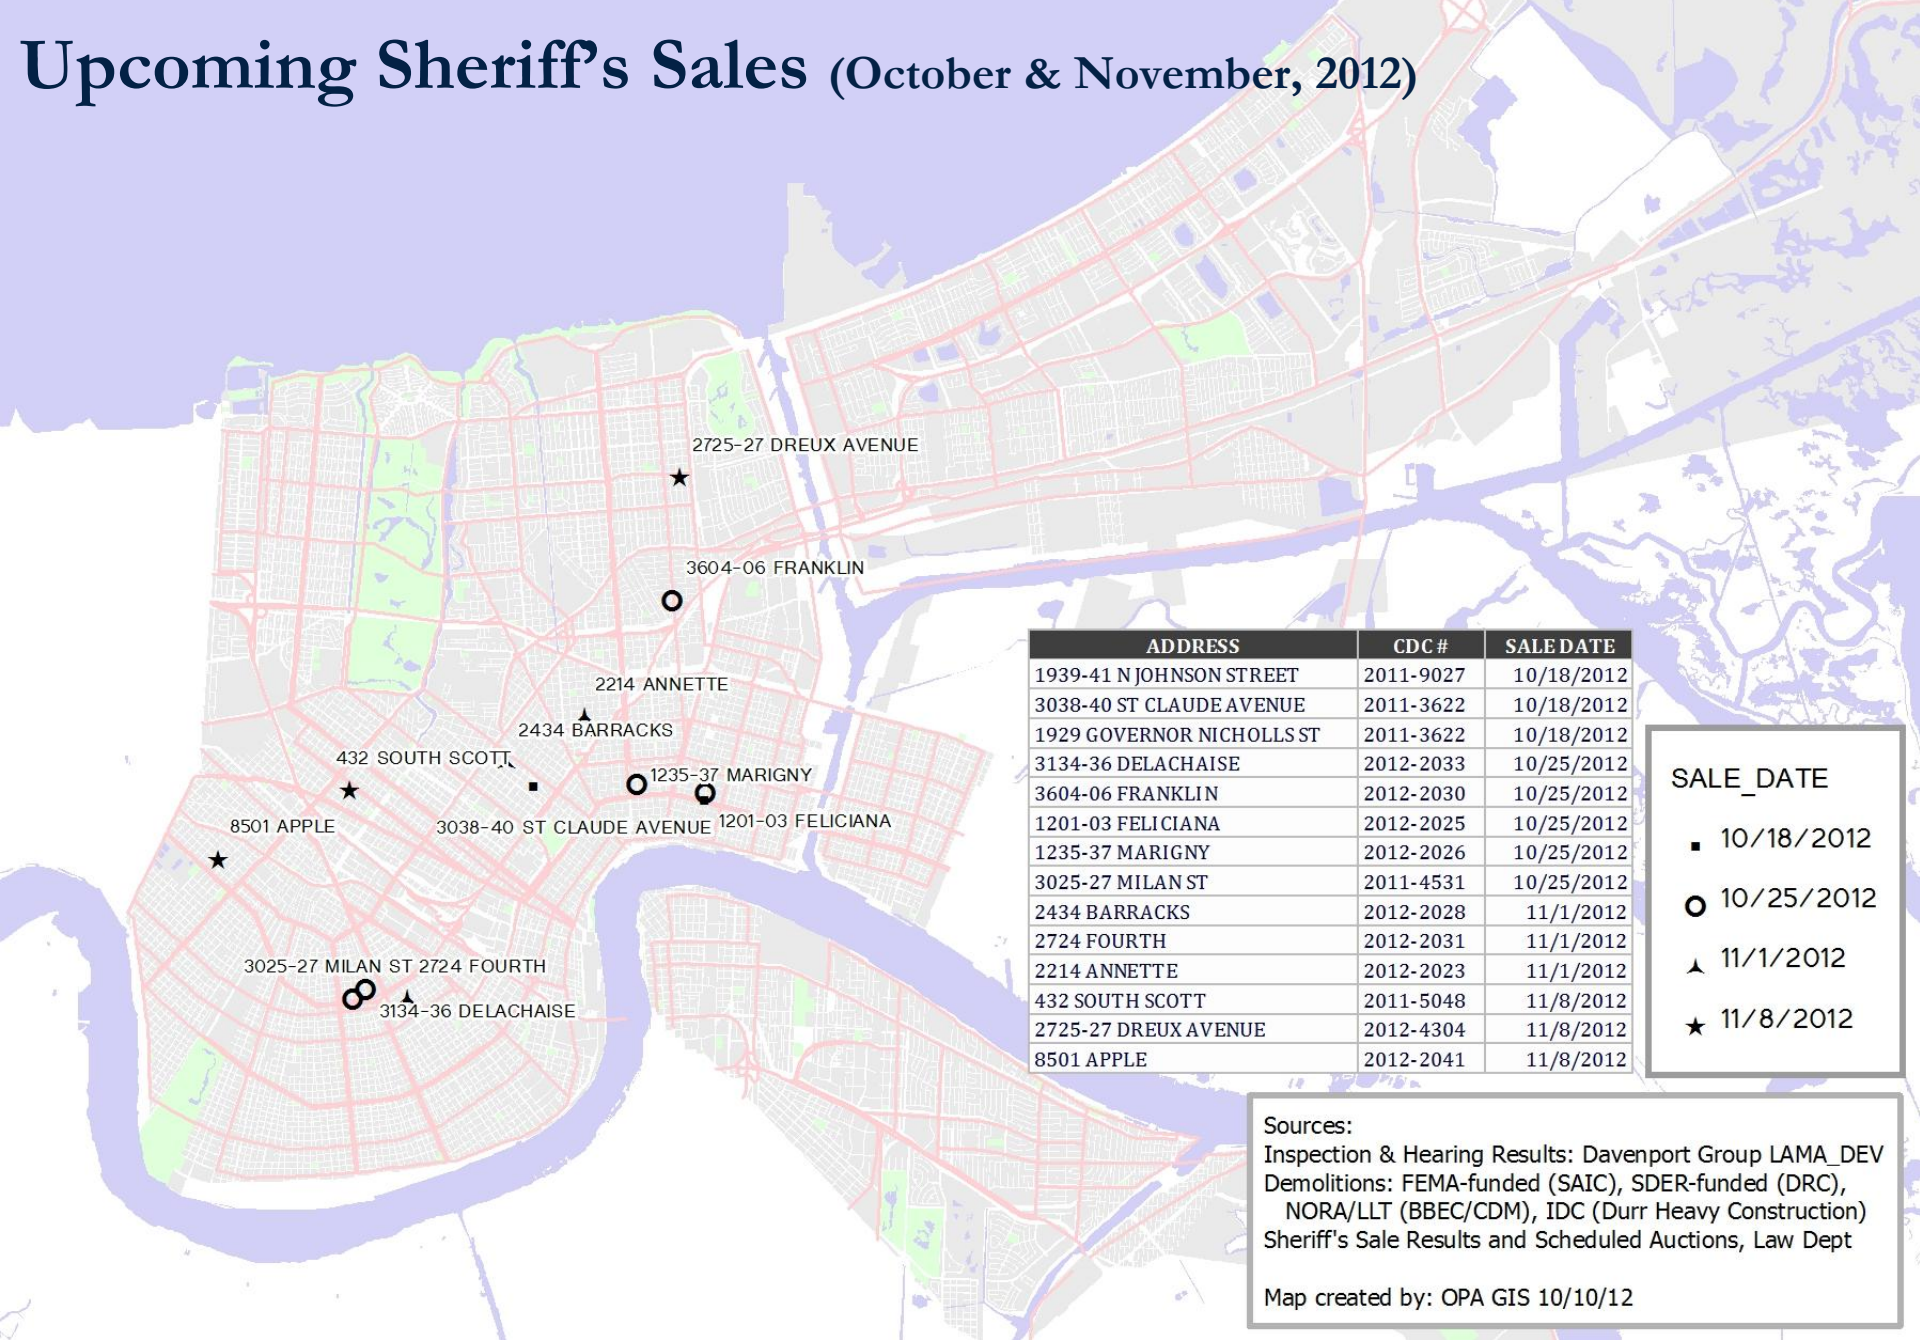 Upcoming Sheriff's Sales (October & November, 2012)
2725-27 DREUX AVENUE
3604-06 FRANKLIN
2214 ANNETTE
2434 BARRACKS
432 SOUTH SCOTT
1235-37 MARIGNY
8501 APPLE
3038-40 ST CLAUDE AVENUE
1201-03 FELICIANA
3025-27 MILAN ST
2724 FOURTH
3134-36 DELACHAISE
ADDRESS CDC # SALE DATE
1939-41 N JOHNSON STREET 2011-9027 10/18/2012
3038-40 ST CLAUDE AVENUE 2011-3622 10/18/2012
1929 GOVERNOR NICHOLLS ST 2011-3622 10/18/2012
3134-36 DELACHAISE 2012-2033 10/25/2012
3604-06 FRANKLIN 2012-2030 10/25/2012
1201-03 FELICIANA 2012-2025 10/25/2012
1235-37 MARIGNY 2012-2026 10/25/2012
3025-27 MILAN ST 2011-4531 10/25/2012
2434 BARRACKS 2012-2028 11/1/2012
2724 FOURTH 2012-2031 11/1/2012
2214 ANNETTE 2012-2023 11/1/2012
432 SOUTH SCOTT 2011-5048 11/8/2012
2725-27 DREUX AVENUE 2012-4304 11/8/2012
8501 APPLE 2012-2041 11/8/2012
SALE_DATE
10/18/2012
10/25/2012
11/1/2012
11/8/2012
Sources:
Inspection & Hearing Results: Davenport Group LAMA_DEV
Demolitions: FEMA-funded (SAIC), SDER-funded (DRC),
NORA/LLT (BBEC/CDM), IDC (Durr Heavy Construction)
Sheriff's Sale Results and Scheduled Auctions, Law Dept
Map created by: OPA GIS 10/10/12